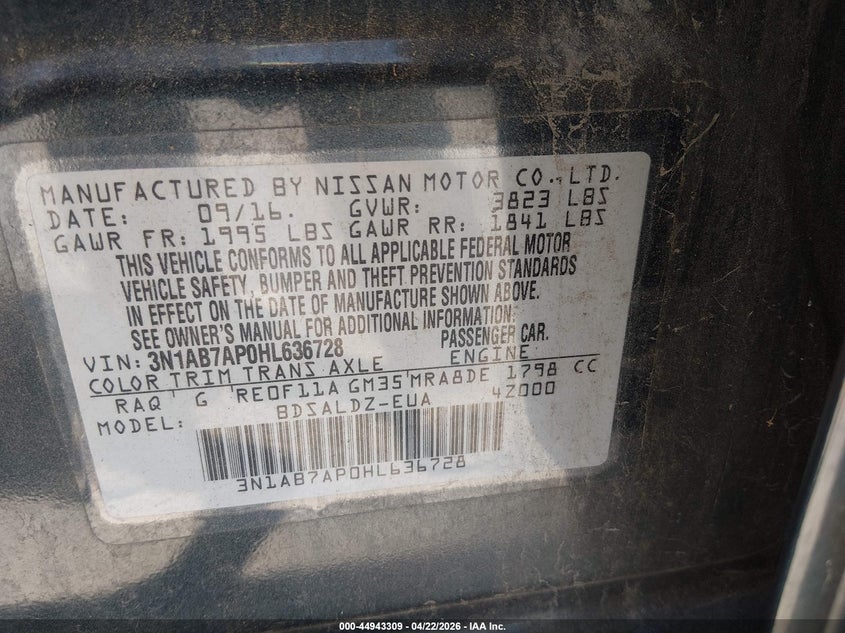 MANUFACTURED BY NISSAN MOTOR CO., LTD.
DATE: 09/16. GVWR: 3823 LBS
GAWR FR: 1995 LBS GAWR RR: 1841 LBS
THIS VEHICLE CONFORMS TO ALL APPLICABLE FEDERAL MOTOR
VEHICLE SAFETY, BUMPER AND THEFT PREVENTION STANDARDS
IN EFFECT ON THE DATE OF MANUFACTURE SHOWN ABOVE.
SEE OWNER'S MANUAL FOR ADDITIONAL INFORMATION.
VIN: 3N1AB7AP0HL636728 PASSENGER CAR.
COLOR TRIM TRANS AXLE ENGINE
RAQ G RE0F11A GM35 MRA8DE 1798 CC
MODEL: BDSALDZ-EUA 4Z000
3N1AB7AP0HL636728
000-44943309 - 04/22/2026 - IAA Inc.